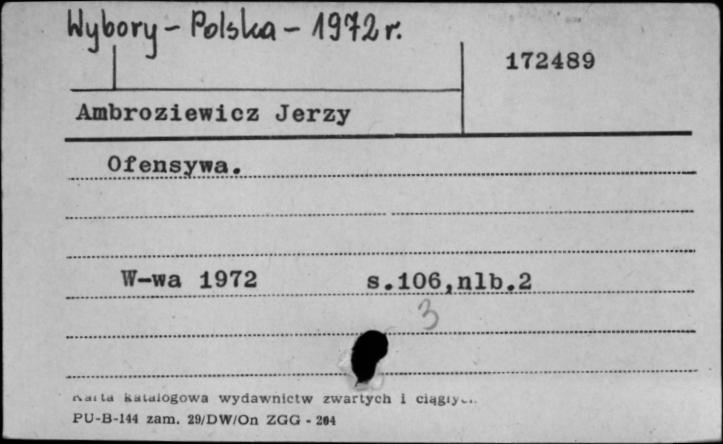 Wybory - Polska - 1972 r.
172489
Ambroziewicz Jerzy
Ofensywa.
W-wa 1972 s.106,nlb.2
3
Karta katalogowa wydawnictw zwartych i ciągłych
PU-B-144 zam. 29/DW/On ZGG - 264